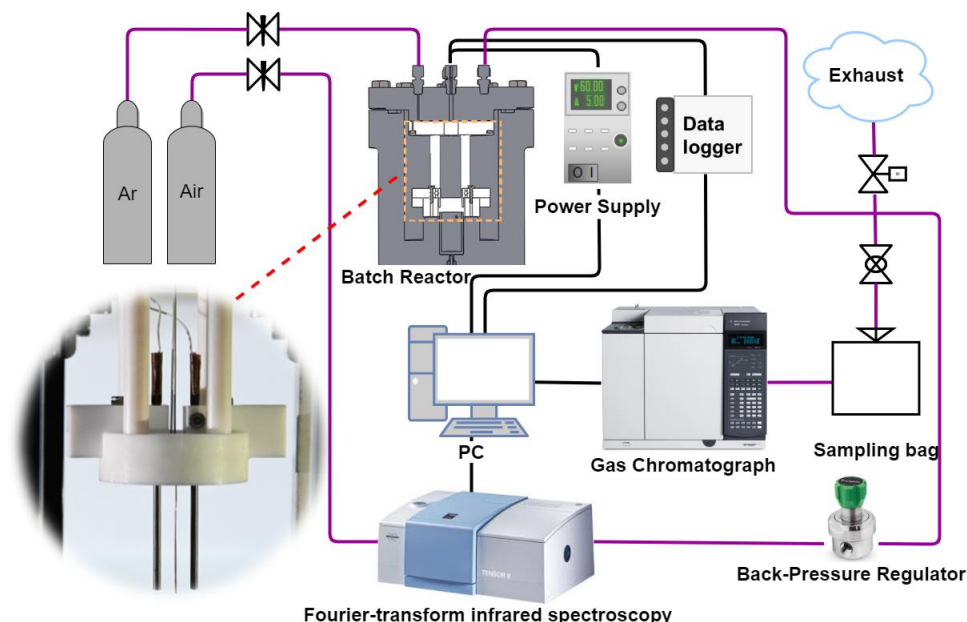 Ar
Air
60.00
5.00
O I
Power Supply
Data
logger
Exhaust
Batch Reactor
PC
Gas Chromatograph
Sampling bag
TENSOR II
Back-Pressure Regulator
Fourier-transform infrared spectroscopy